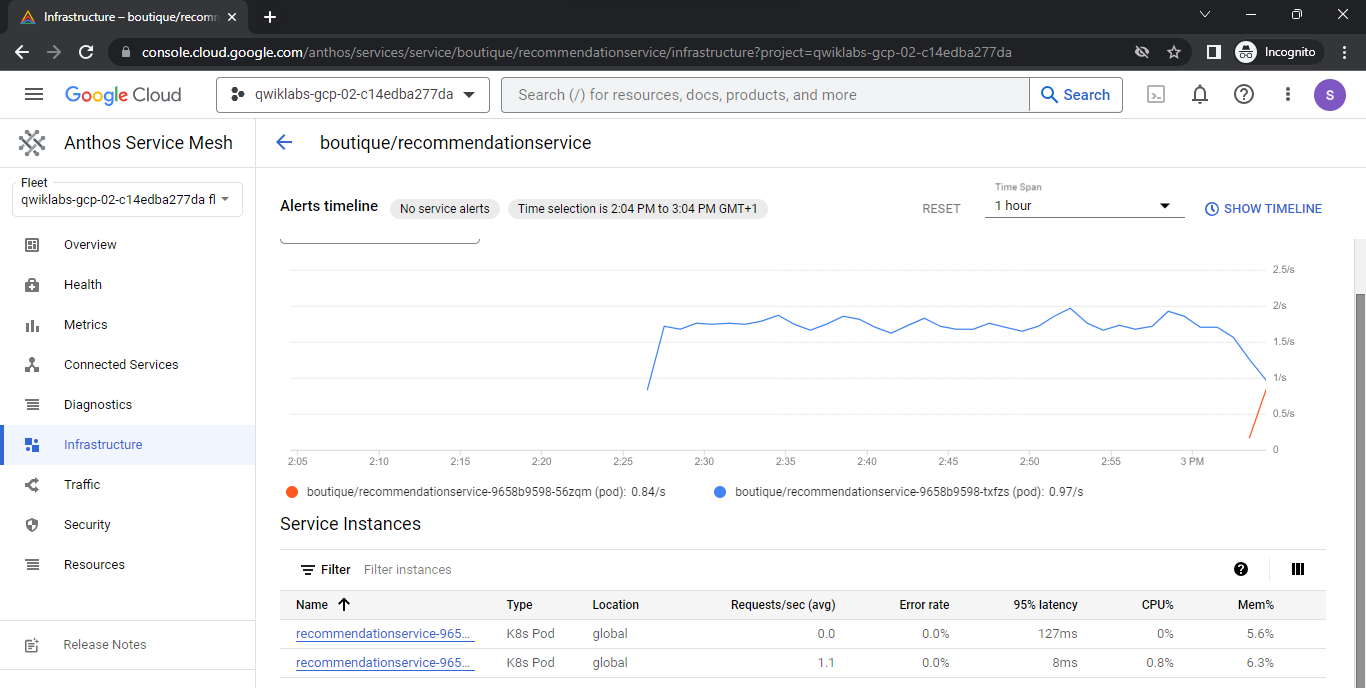 Infrastructure – boutique/recomm
console.cloud.google.com/anthos/services/service/boutique/recommendationservice/infrastructure?project=qwiklabs-gcp-02-c14edba277da
Incognito
Google Cloud
qwiklabs-gcp-02-c14edba277da
Search (/) for resources, docs, products, and more
Search
S
Anthos Service Mesh
boutique/recommendationservice
Fleet
qwiklabs-gcp-02-c14edba277da fl
Overview
Health
Metrics
Connected Services
Diagnostics
Infrastructure
Traffic
Security
Resources
Release Notes
Alerts timeline
No service alerts
Time selection is 2:04 PM to 3:04 PM GMT+1
RESET
Time Span
1 hour
SHOW TIMELINE
2.5/s
2/s
1.5/s
1/s
0.5/s
0
2:05 2:10 2:15 2:20 2:25 2:30 2:35 2:40 2:45 2:50 2:55 3 PM
boutique/recommendationservice-9658b9598-56zqm (pod): 0.84/s
boutique/recommendationservice-9658b9598-txfzs (pod): 0.97/s
Service Instances
Filter Filter instances
Name Type Location Requests/sec (avg) Error rate 95% latency CPU% Mem%
recommendationservice-965... K8s Pod global 0.0 0.0% 127ms 0% 5.6%
recommendationservice-965... K8s Pod global 1.1 0.0% 8ms 0.8% 6.3%